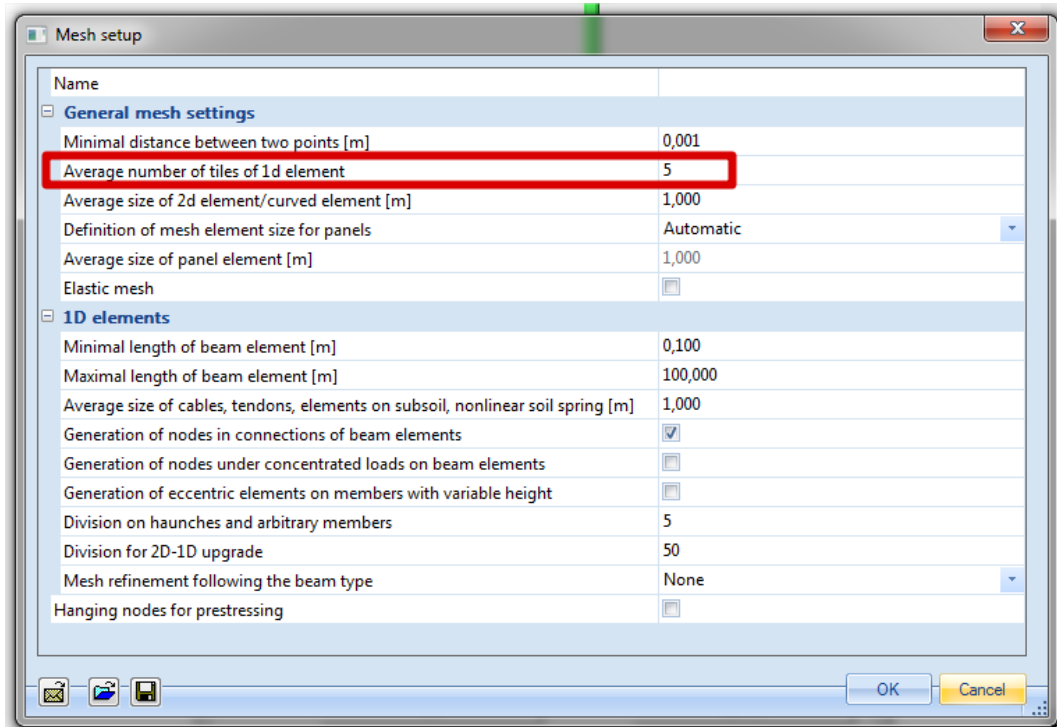 Mesh setup
x
Name
General mesh settings
Minimal distance between two points [m] 0,001
Average number of tiles of 1d element 5
Average size of 2d element/curved element [m] 1,000
Definition of mesh element size for panels Automatic
Average size of panel element [m] 1,000
Elastic mesh
1D elements
Minimal length of beam element [m] 0,100
Maximal length of beam element [m] 100,000
Average size of cables, tendons, elements on subsoil, nonlinear soil spring [m] 1,000
Generation of nodes in connections of beam elements
Generation of nodes under concentrated loads on beam elements
Generation of eccentric elements on members with variable height
Division on haunches and arbitrary members 5
Division for 2D-1D upgrade 50
Mesh refinement following the beam type None
Hanging nodes for prestressing
OK Cancel